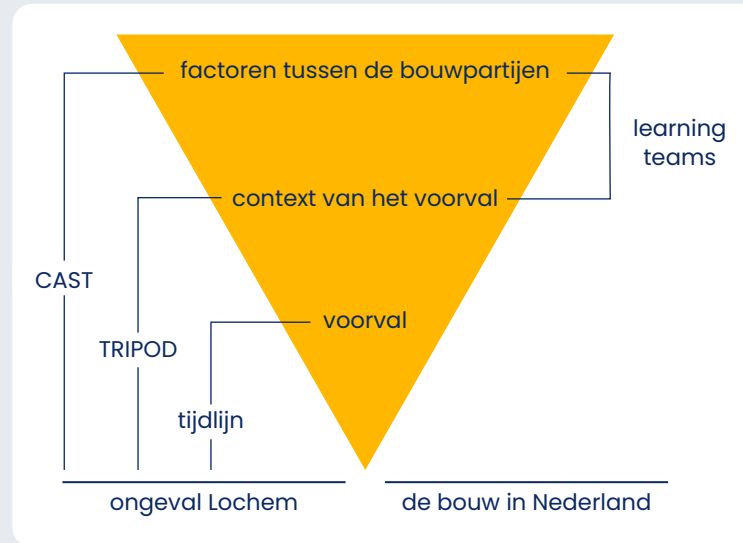 factoren tussen de bouwpartijen
learning
teams
context van het voorval
CAST
voorval
TRIPOD
tijdlijn
ongeval Lochem
de bouw in Nederland